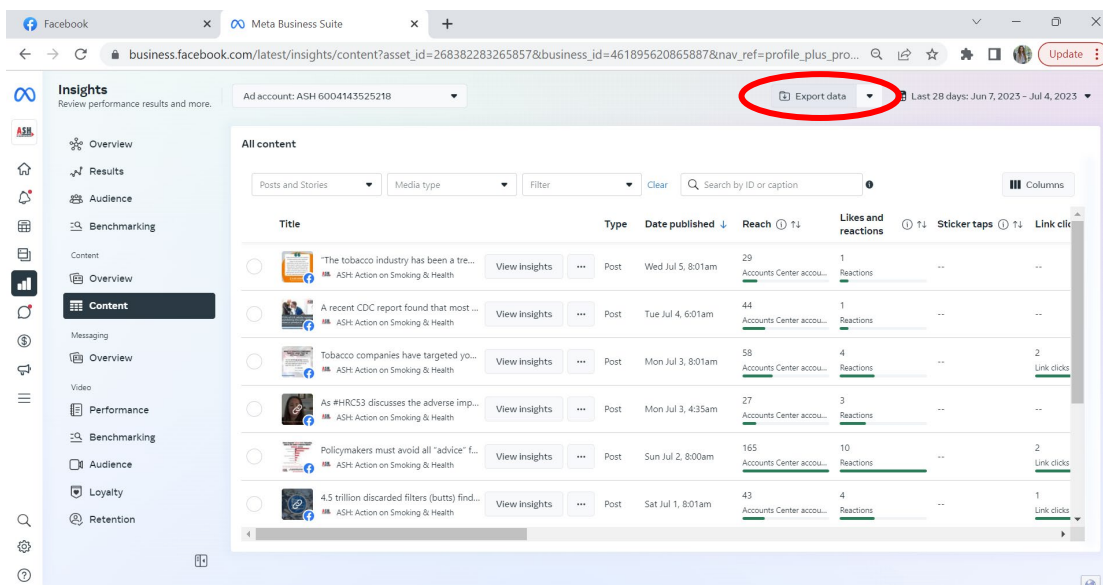 Facebook
Meta Business Suite
business.facebook.com/latest/insights/content?asset_id=268382283265857&business_id=461895620865887&nav_ref=profile_plus_pro...
Update
Insights
Review performance results and more.
Ad account: ASH 6004143525218
Export data
Last 28 days: Jun 7, 2023 – Jul 4, 2023
ASH
Overview
Results
Audience
Benchmarking
Content
Overview
Content
Messaging
Overview
Video
Performance
Benchmarking
Audience
Loyalty
Retention
All content
Posts and Stories
Media type
Filter
Clear
Search by ID or caption
Columns
Title
Type
Date published
Reach
Likes and reactions
Sticker taps
Link clic
"The tobacco industry has been a tre...
ASH: Action on Smoking & Health
View insights
Post
Wed Jul 5, 8:01am
29
Accounts Center accou...
1
Reactions
--
--
A recent CDC report found that most ...
ASH: Action on Smoking & Health
View insights
Post
Tue Jul 4, 6:01am
44
Accounts Center accou...
1
Reactions
--
--
Tobacco companies have targeted yo...
ASH: Action on Smoking & Health
View insights
Post
Mon Jul 3, 8:01am
58
Accounts Center accou...
4
Reactions
--
2
Link clicks
As #HRC53 discusses the adverse imp...
ASH: Action on Smoking & Health
View insights
Post
Mon Jul 3, 4:35am
27
Accounts Center accou...
3
Reactions
--
--
Policymakers must avoid all "advice" f...
ASH: Action on Smoking & Health
View insights
Post
Sun Jul 2, 8:00am
165
Accounts Center accou...
10
Reactions
--
2
Link clicks
4.5 trillion discarded filters (butts) find...
ASH: Action on Smoking & Health
View insights
Post
Sat Jul 1, 8:01am
43
Accounts Center accou...
4
Reactions
--
1
Link clicks